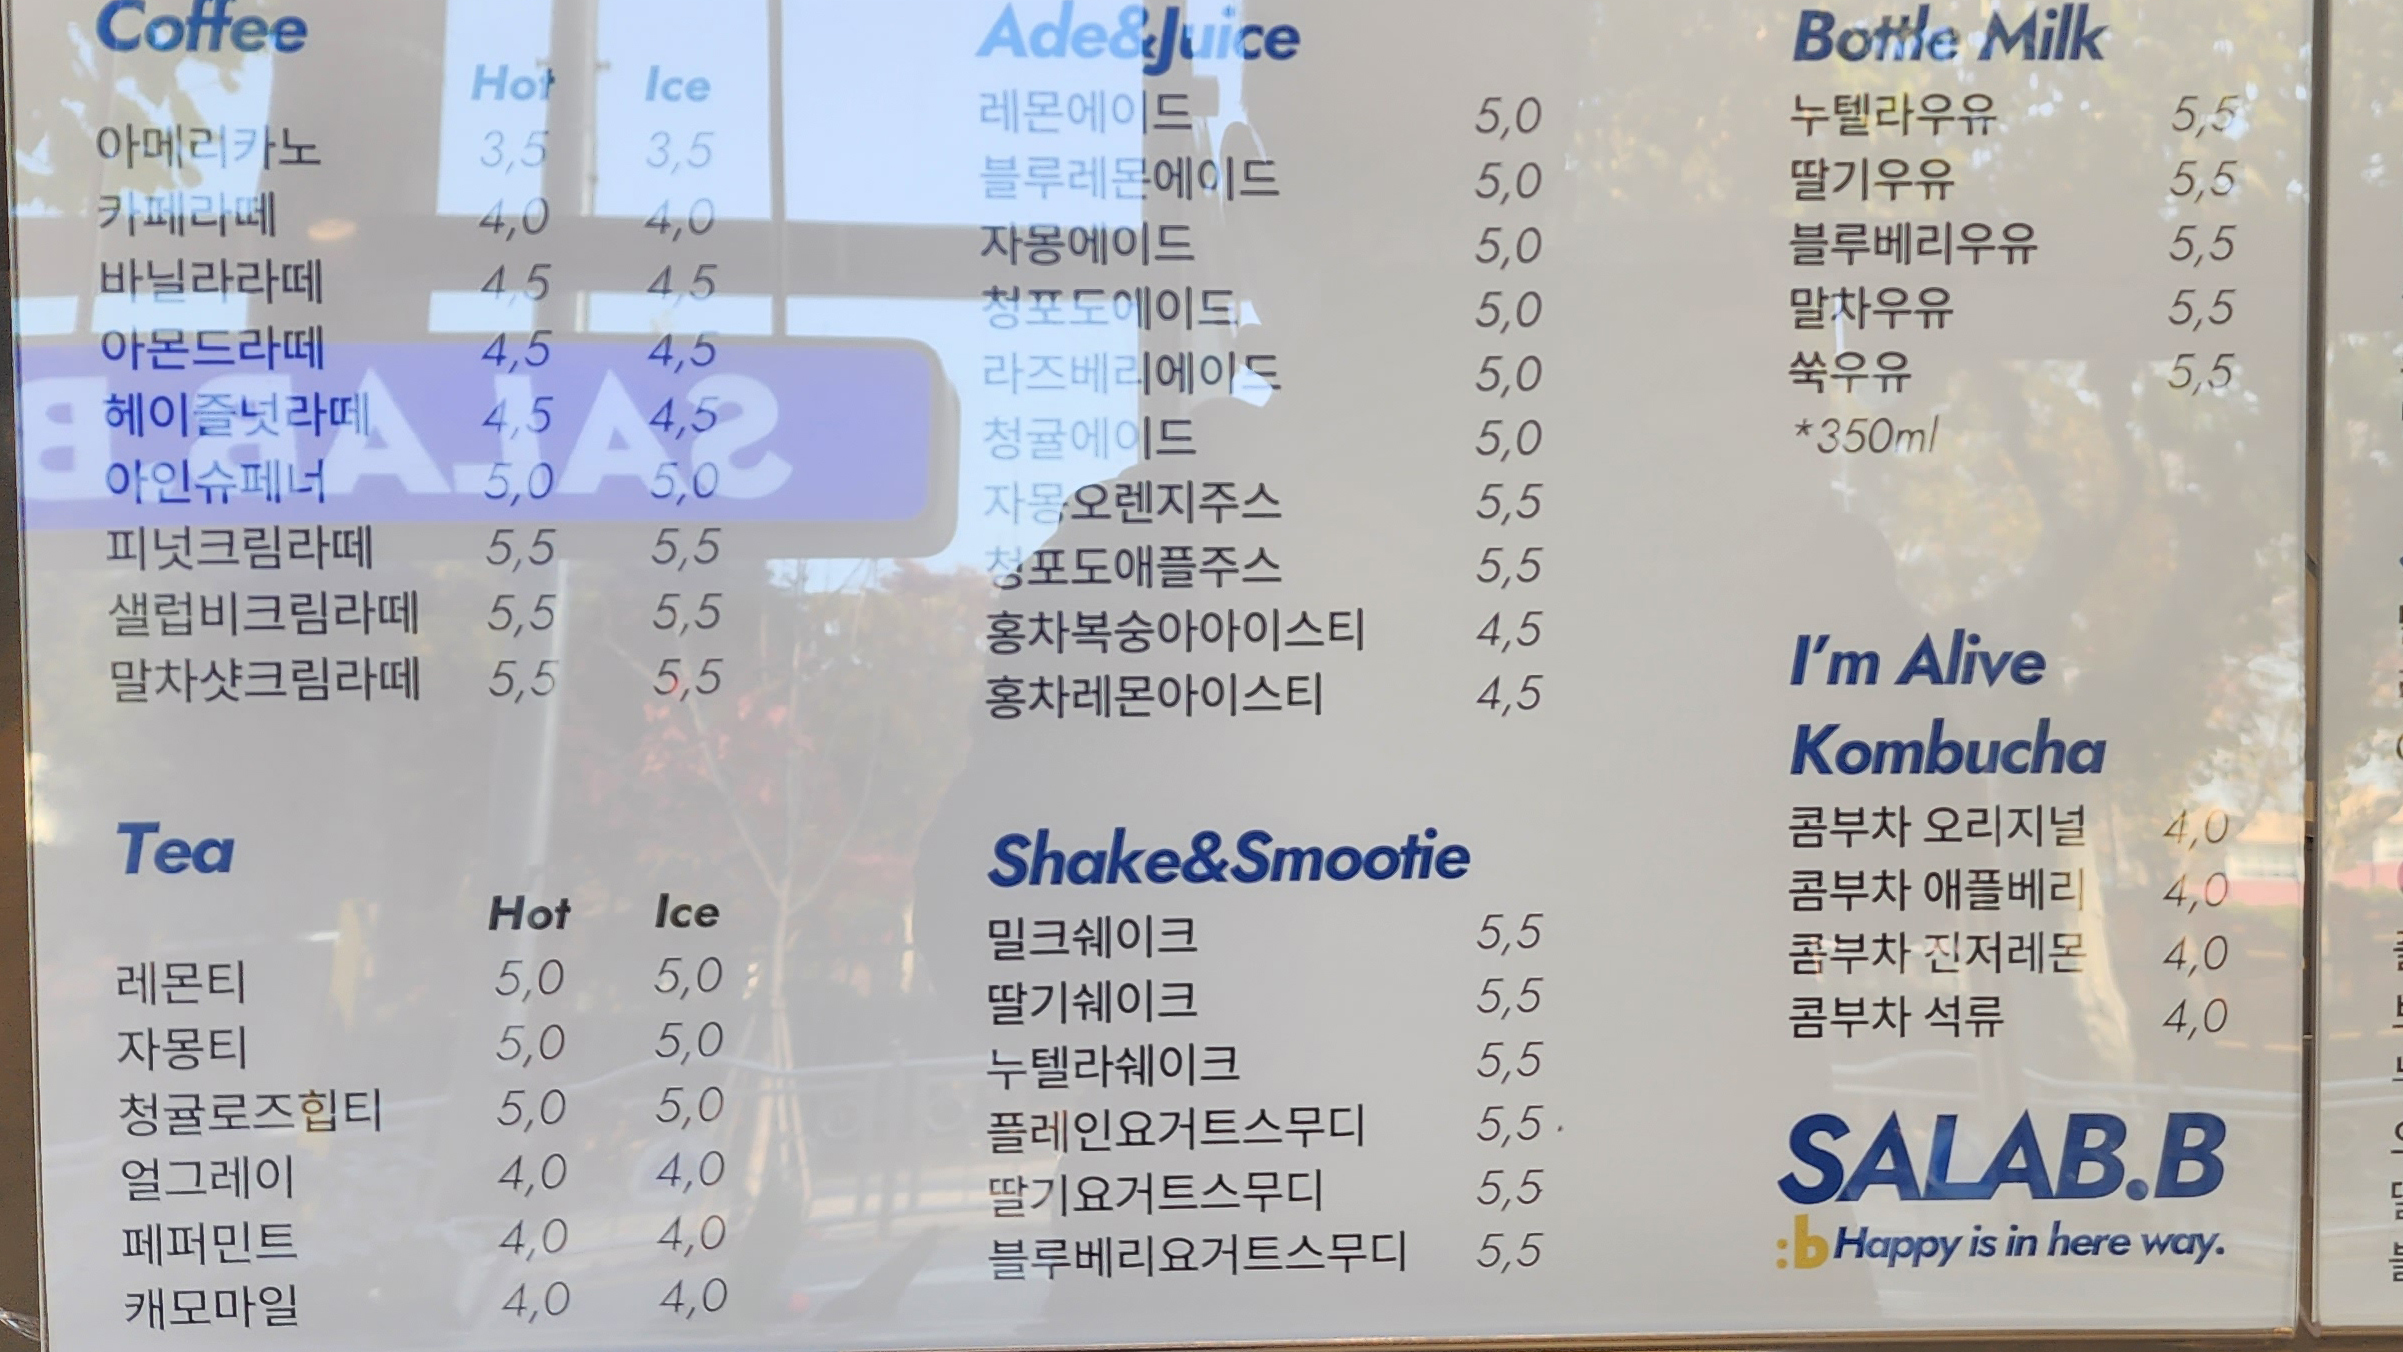 Coffee
Hot Ice
아메리카노 3,5 3,5
카페라떼 4,0 4,0
바닐라라떼 4,5 4,5
아몬드라떼 4,5 4,5
헤이즐넛라떼 4,5 4,5
아인슈페너 5,0 5,0
피넛크림라떼 5,5 5,5
샐럽비크림라떼 5,5 5,5
말차샷크림라떼 5,5 5,5
Tea
Hot Ice
레몬티 5,0 5,0
자몽티 5,0 5,0
청귤로즈힙티 5,0 5,0
얼그레이 4,0 4,0
페퍼민트 4,0 4,0
캐모마일 4,0 4,0
Ade&Juice
레몬에이드 5,0
블루레몬에이드 5,0
자몽에이드 5,0
청포도에이드 5,0
라즈베리에이드 5,0
청귤에이드 5,0
자몽오렌지주스 5,5
청포도애플주스 5,5
홍차복숭아아이스티 4,5
홍차레몬아이스티 4,5
Shake&Smootie
밀크쉐이크 5,5
딸기쉐이크 5,5
누텔라쉐이크 5,5
플레인요거트스무디 5,5
딸기요거트스무디 5,5
블루베리요거트스무디 5,5
Bottle Milk
누텔라우유 5,5
딸기우유 5,5
블루베리우유 5,5
말차우유 5,5
쑥우유 5,5
*350ml
I'm Alive
Kombucha
콤부차 오리지널 4,0
콤부차 애플베리 4,0
콤부차 진저레몬 4,0
콤부차 석류 4,0
SALAB.B
:b Happy is in here way.
SALAB